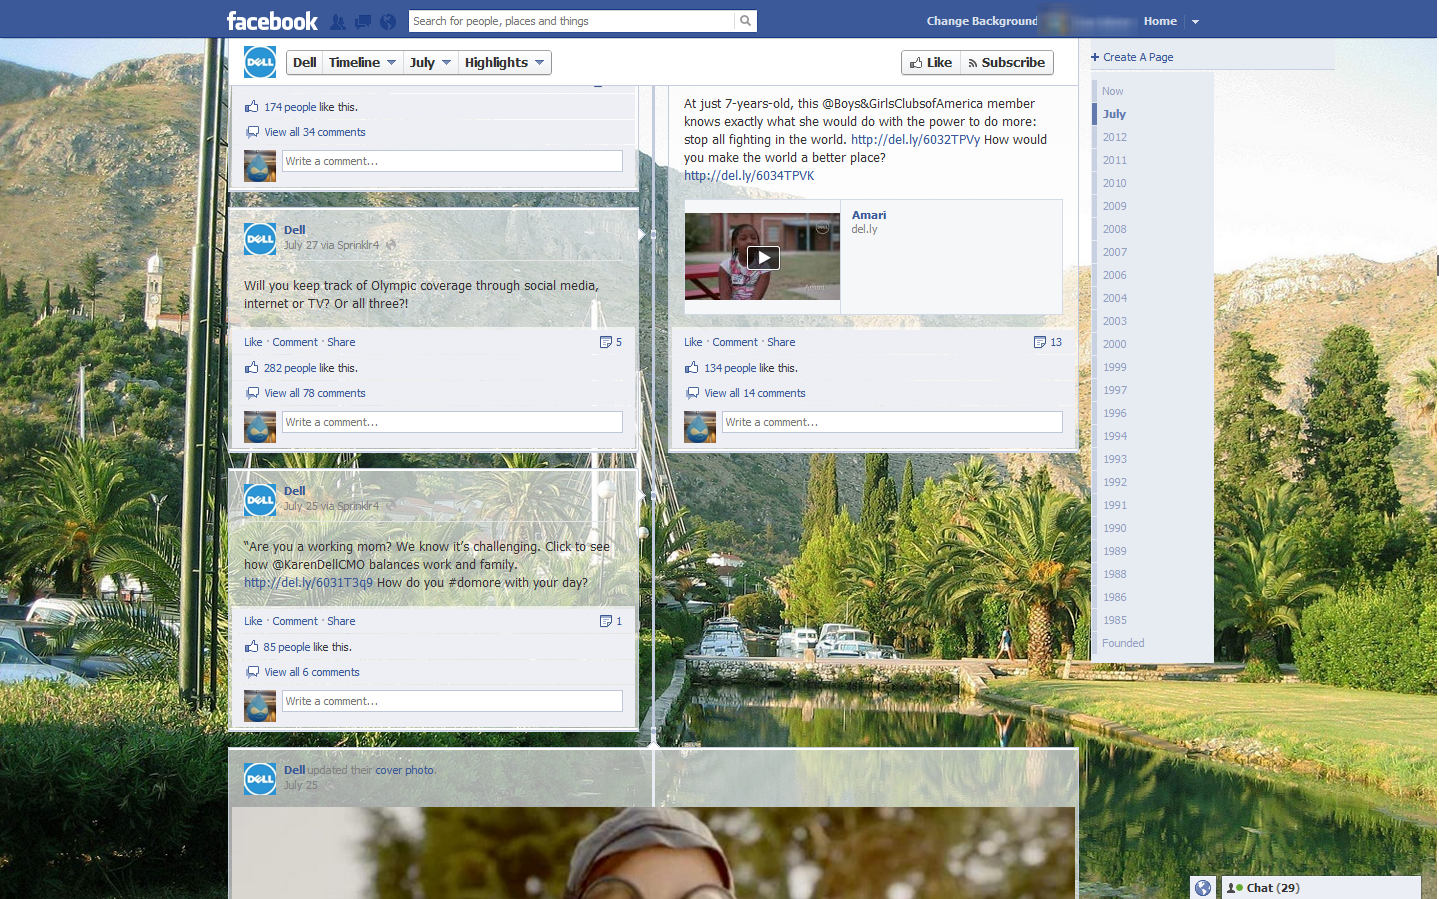 facebook
Search for people, places and things
Change Background
Home
DELL
Dell
Timeline
July
Highlights
Like
Subscribe
+ Create A Page
174 people like this.
View all 34 comments
Write a comment...
At just 7-years-old, this @Boys&GirlsClubsofAmerica member
knows exactly what she would do with the power to do more:
stop all fighting in the world. http://del.ly/6032TPVy How would
you make the world a better place?
http://del.ly/6034TPVK
Amari
del.ly
Amari
Like · Comment · Share
13
134 people like this.
View all 14 comments
Write a comment...
DELL
Dell
July 27 via Sprinklr4
Will you keep track of Olympic coverage through social media,
internet or TV? Or all three?!
Like · Comment · Share
5
282 people like this.
View all 78 comments
Write a comment...
DELL
Dell
July 25 via Sprinklr4
“Are you a working mom? We know it’s challenging. Click to see
how @KarenDellCMO balances work and family.
http://del.ly/6031T3q9 How do you #domore with your day?
Like · Comment · Share
1
85 people like this.
View all 6 comments
Write a comment...
DELL
Dell updated their cover photo.
July 25
Now
July
2012
2011
2010
2009
2008
2007
2006
2004
2003
2000
1999
1997
1996
1994
1993
1992
1991
1990
1989
1988
1986
1985
Founded
Chat (29)